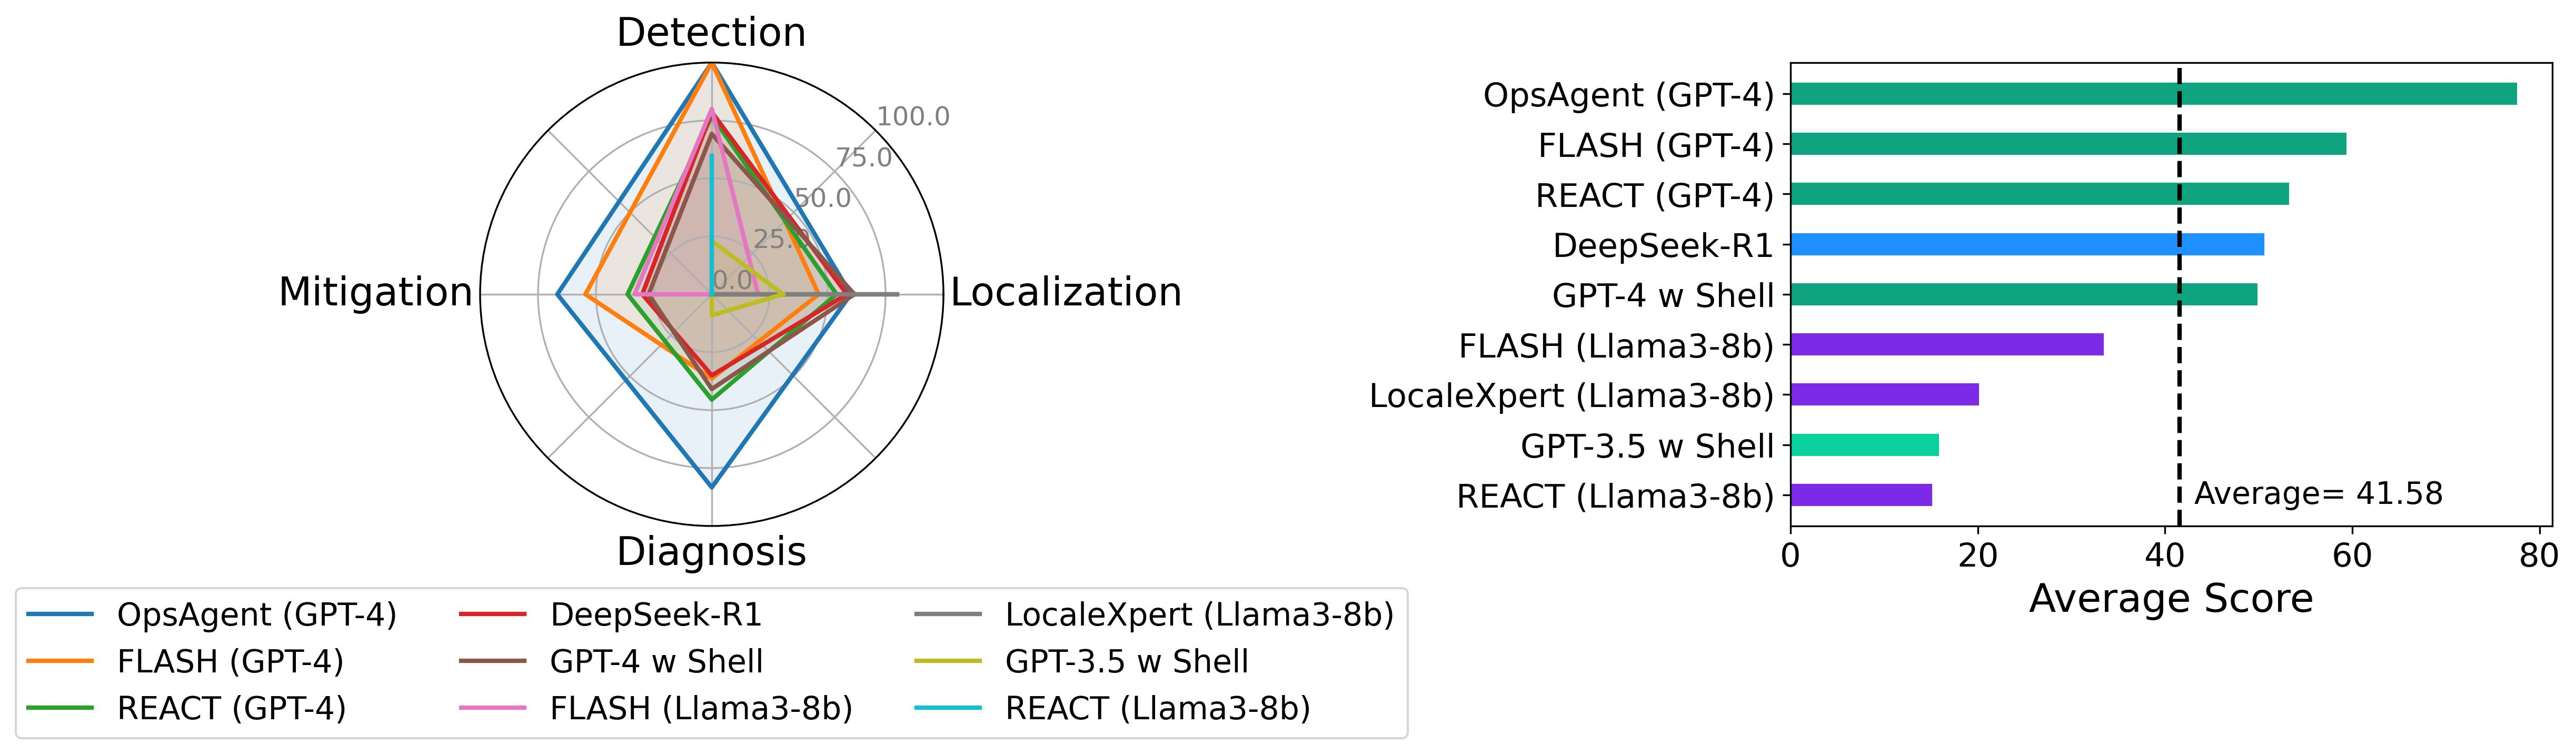 Detection
100.0
75.0
50.0
25.0
0.0
Mitigation
Localization
Diagnosis
OpsAgent (GPT-4)
FLASH (GPT-4)
REACT (GPT-4)
DeepSeek-R1
GPT-4 w Shell
FLASH (Llama3-8b)
LocaleXpert (Llama3-8b)
GPT-3.5 w Shell
REACT (Llama3-8b)
OpsAgent (GPT-4)
FLASH (GPT-4)
REACT (GPT-4)
DeepSeek-R1
GPT-4 w Shell
FLASH (Llama3-8b)
LocaleXpert (Llama3-8b)
GPT-3.5 w Shell
REACT (Llama3-8b)
Average= 41.58
0 20 40 60 80
Average Score